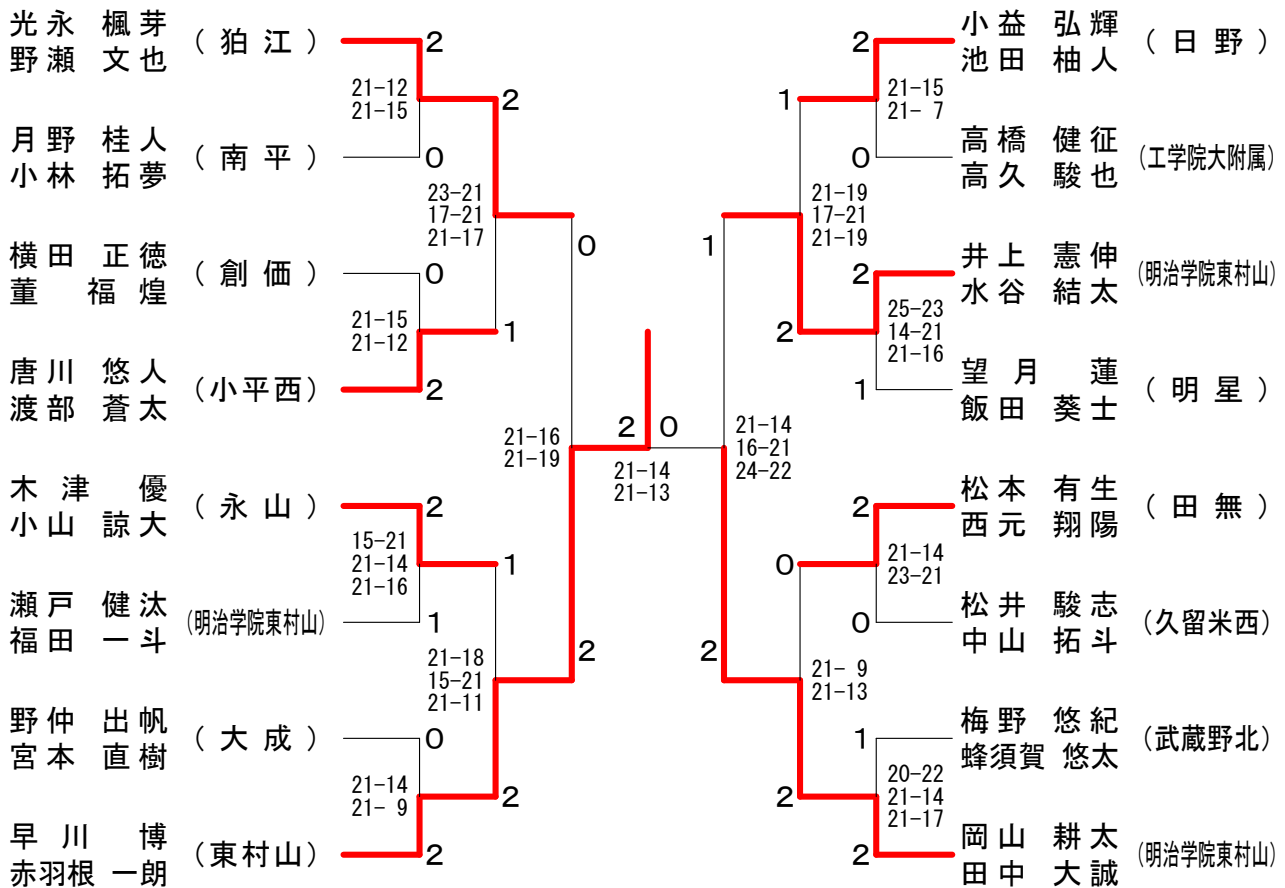 光永 楓芽
野瀬 文也
(狛江)
2
21-12
21-15
2
月野 桂人
小林 拓夢
(南平)
0
23-21
17-21
21-17
0
横田 正徳
董 福煌
(創価)
0
21-15
21-12
1
唐川 悠人
渡部 蒼太
(小平西)
2
21-16
21-19
木津 優
小山 諒大
(永山)
2
15-21
21-14
21-16
1
瀬戸 健汰
福田 一斗
(明治学院東村山)
1
21-18
15-21
21-11
2
野仲 出帆
宮本 直樹
(大成)
0
21-14
21- 9
2
早川 博
赤羽根 一朗
(東村山)
2
2 0
21-14
21-13
小益 弘輝
池田 柚人
(日野)
2
21-15
21- 7
1
高橋 健征
高久 駿也
(工学院大附属)
0
21-19
17-21
21-19
1
井上 憲伸
水谷 結太
(明治学院東村山)
2
25-23
14-21
21-16
2
望月 蓮
飯田 葵士
(明星)
1
21-14
16-21
24-22
松本 有生
西元 翔陽
(田無)
2
21-14
23-21
0
松井 駿志
中山 拓斗
(久留米西)
0
21- 9
21-13
2
梅野 悠紀
蜂須賀 悠太
(武蔵野北)
1
20-22
21-14
21-17
2
岡山 耕太
田中 大誠
(明治学院東村山)
2